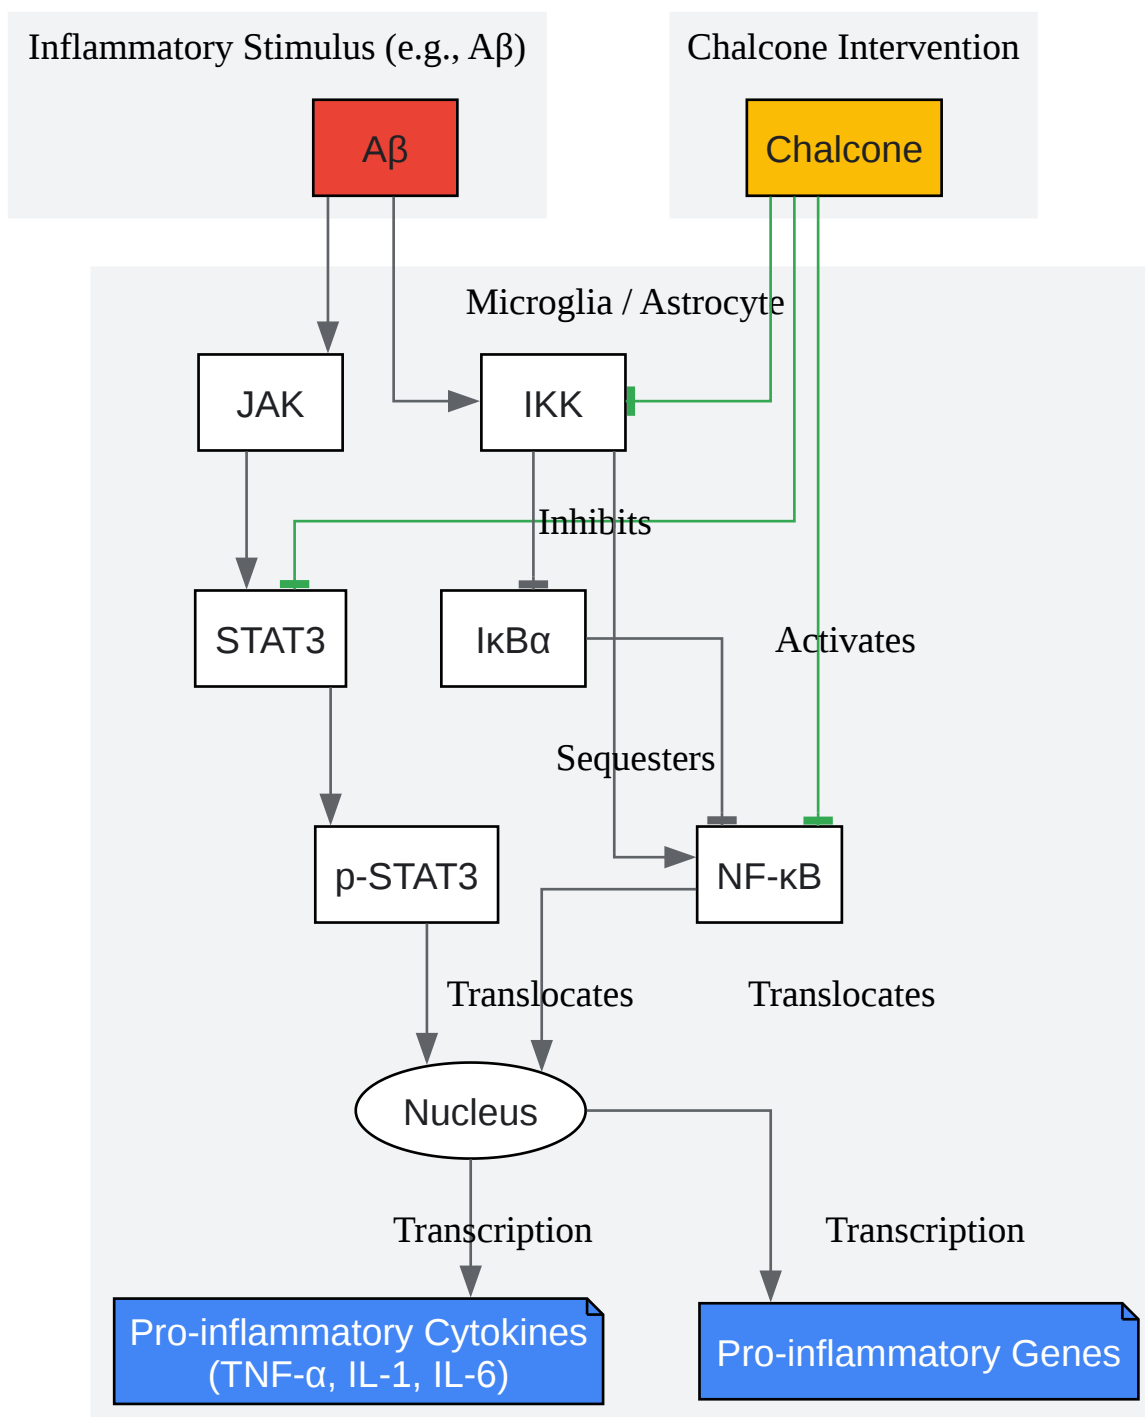 Inflammatory Stimulus (e.g., Aβ)
Chalcone Intervention
Aβ
Chalcone
Microglia / Astrocyte
JAK
IKK
Inhibits
STAT3
IκBα
Activates
Sequesters
p-STAT3
NF-κB
Translocates
Translocates
Nucleus
Transcription
Transcription
Pro-inflammatory Cytokines
(TNF-α, IL-1, IL-6)
Pro-inflammatory Genes